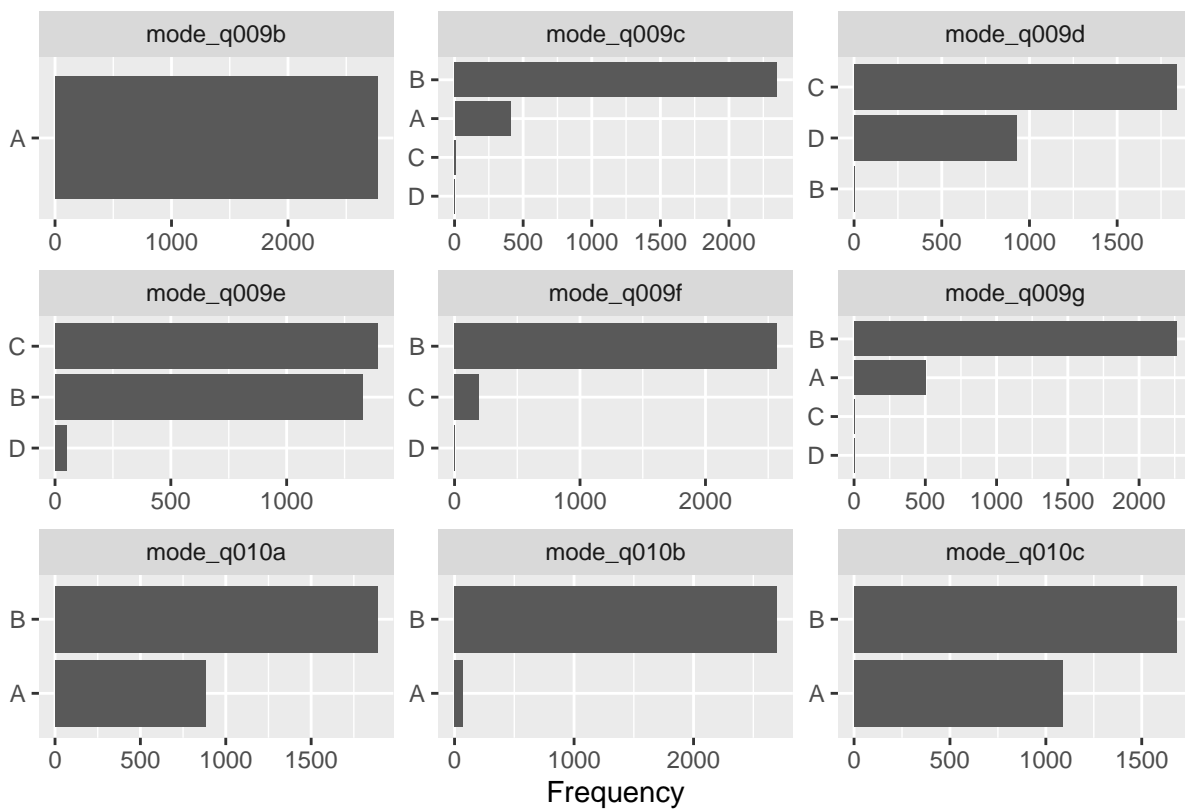 mode_q009b mode_q009c mode_q009d
A
0 1000 2000
B
A
C
D
0 500 1000 1500 2000
C
D
B
0 500 1000 1500
mode_q009e mode_q009f mode_q009g
C
B
D
0 500 1000
B
C
D
0 1000 2000
B
A
C
D
0 500 1000 1500 2000
mode_q010a mode_q010b mode_q010c
B
A
0 500 1000 1500
B
A
0 1000 2000
B
A
0 500 1000 1500
Frequency